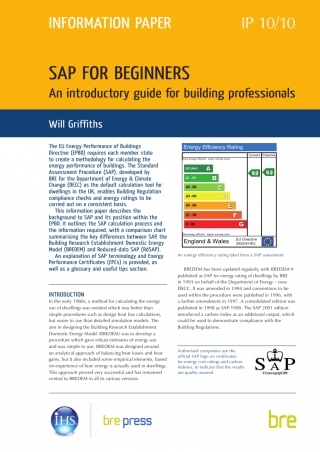 INFORMATION PAPER
IP 10/10
SAP FOR BEGINNERS
An introductory guide for building professionals
Will Griffiths
The EU Energy Performance of Buildings
Directive (EPBD) requires each member state
to create a methodology for calculating the
energy performance of buildings. The Standard
Assessment Procedure (SAP), developed by
BRE for the Department of Energy & Climate
Change (DECC) as the default calculation tool for
dwellings in the UK, enables Building Regulation
compliance checks and energy ratings to be
carried out on a consistent basis.
This information paper describes the
background to SAP and its position within the
EPBD. It outlines the SAP calculation process and
the information required, with a comparison chart
summarising the key differences between SAP, the
Building Research Establishment Domestic Energy
Model (BREDEM) and Reduced-data SAP (RdSAP).
An explanation of SAP terminology and Energy
Performance Certificates (EPCs) is provided, as
well as a glossary and useful tips section.
INTRODUCTION
In the early 1980s, a method for calculating the energy
use of dwellings was needed which was better than
simple procedures such as design heat loss calculations,
but easier to use than detailed simulation models. The
aim in designing the Building Research Establishment
Domestic Energy Model (BREDEM) was to develop a
procedure which gave robust estimates of energy use
and was simple to use. BREDEM was designed around
an analytical approach of balancing heat losses and heat
gains, but it also included some empirical elements, based
on experience of how energy is actually used in dwellings.
This approach proved very successful and has remained
central to BREDEM in all its various versions.
Energy Efficiency Rating
Current Potential
Very energy efficient - lower running costs
A
B
C
D
E
F
G
92 93
Not energy efficient - higher running costs
England & Wales
EU Directive
2002/91/EC
An energy efficiency rating label from a SAP assessment
BREDEM has been updated regularly, with BREDEM-9
published as SAP for energy rating of dwellings by BRE
in 1993 on behalf of the Department of Energy – now
DECC. It was amended in 1994 and conventions to be
used within the procedure were published in 1996, with
a further amendment in 1997. A consolidated edition was
published in 1998 as SAP 1998. The SAP 2001 edition
introduced a carbon index as an additional output, which
could be used to demonstrate compliance with the
Building Regulations.
Authorised companies use the
official SAP logo on certificates
for energy cost ratings and carbon
indexes, to indicate that the results
are quality assured
SAP
IHS
bre press
bre